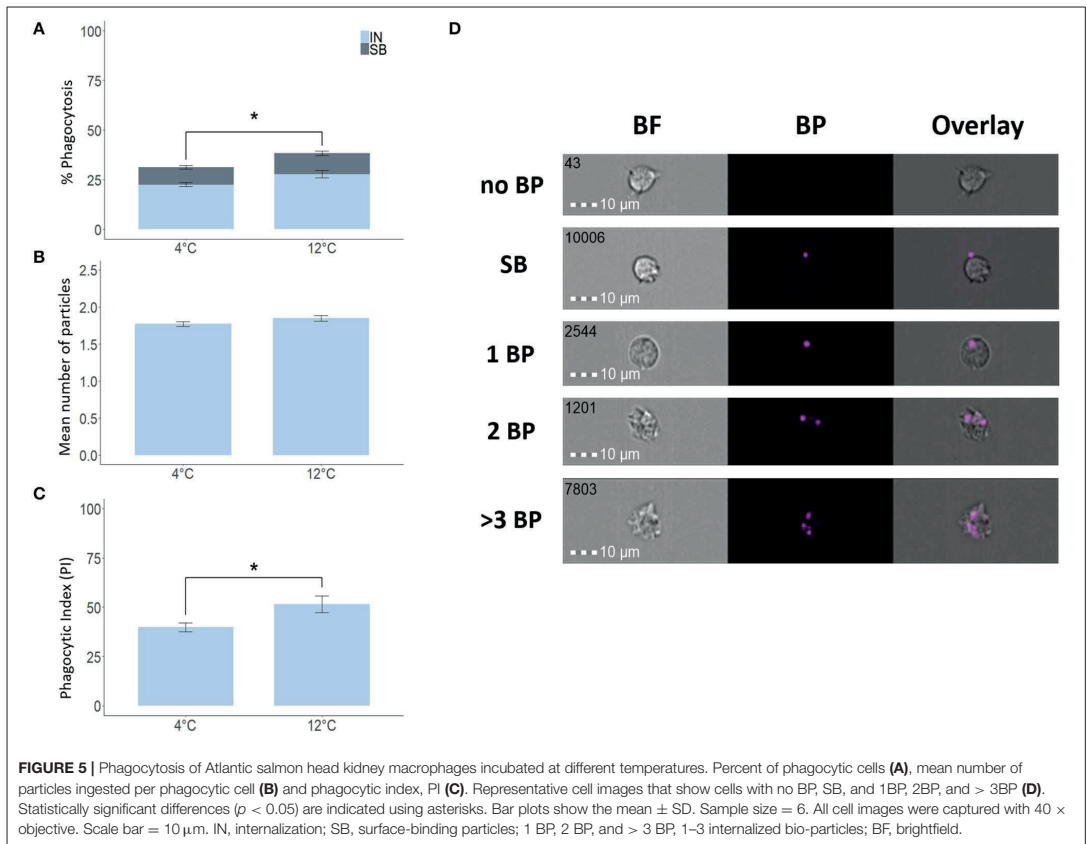 A
100
75
50
25
0
% Phagocytosis
*
IN
SB
4°C
12°C
B
2.5
2.0
1.5
1.0
0.5
0.0
Mean number of particles
4°C
12°C
C
100
75
50
25
0
Phagocytic Index (PI)
*
4°C
12°C
D
BF BP Overlay
no BP
43
10 µm
SB
10006
10 µm
1 BP
2544
10 µm
2 BP
1201
10 µm
>3 BP
7803
10 µm
FIGURE 5 | Phagocytosis of Atlantic salmon head kidney macrophages incubated at different temperatures. Percent of phagocytic cells (A), mean number of
particles ingested per phagocytic cell (B) and phagocytic index, PI (C). Representative cell images that show cells with no BP, SB, and 1BP, 2BP, and > 3BP (D).
Statistically significant differences (p < 0.05) are indicated using asterisks. Bar plots show the mean ± SD. Sample size = 6. All cell images were captured with 40 ×
objective. Scale bar = 10 µm. IN, internalization; SB, surface-binding particles; 1 BP, 2 BP, and > 3 BP, 1–3 internalized bio-particles; BF, brightfield.